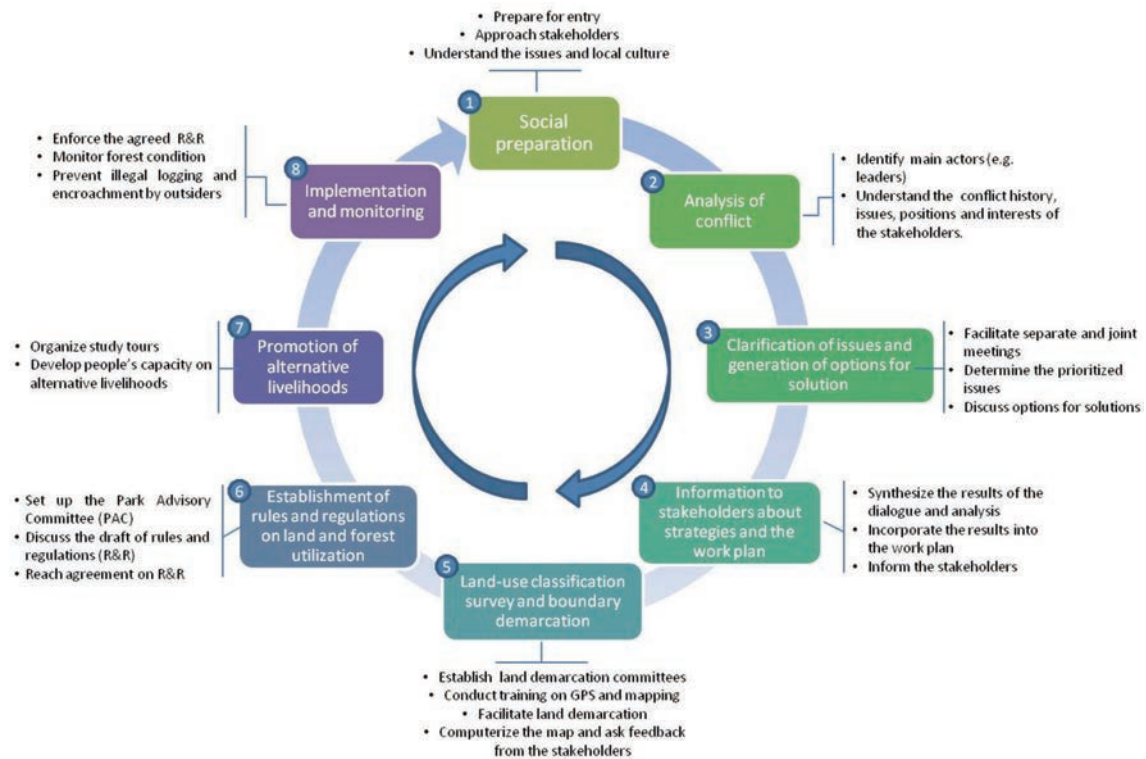 • Prepare for entry
• Approach stakeholders
• Understand the issues and local culture
1
Social
preparation
2
Analysis of
conflict
• Identify main actors (e.g.
leaders)
• Understand the conflict history,
issues, positions and interests of
the stakeholders.
3
Clarification of issues and
generation of options for
solution
• Facilitate separate and joint
meetings
• Determine the prioritized
issues
• Discuss options for solutions
4
Information to
stakeholders about
strategies and the
work plan
• Synthesize the results of the
dialogue and analysis
• Incorporate the results into
the work plan
• Inform the stakeholders
5
Land-use classification
survey and boundary
demarcation
• Establish land demarcation committees
• Conduct training on GPS and mapping
• Facilitate land demarcation
• Computerize the map and ask feedback
from the stakeholders
6
Establishment of
rules and regulations
on land and forest
utilization
• Set up the Park Advisory
Committee (PAC)
• Discuss the draft of rules and
regulations (R&R)
• Reach agreement on R&R
7
Promotion of
alternative
livelihoods
• Organize study tours
• Develop people's capacity on
alternative livelihoods
8
Implementation
and monitoring
• Enforce the agreed R&R
• Monitor forest condition
• Prevent illegal logging and
encroachment by outsiders